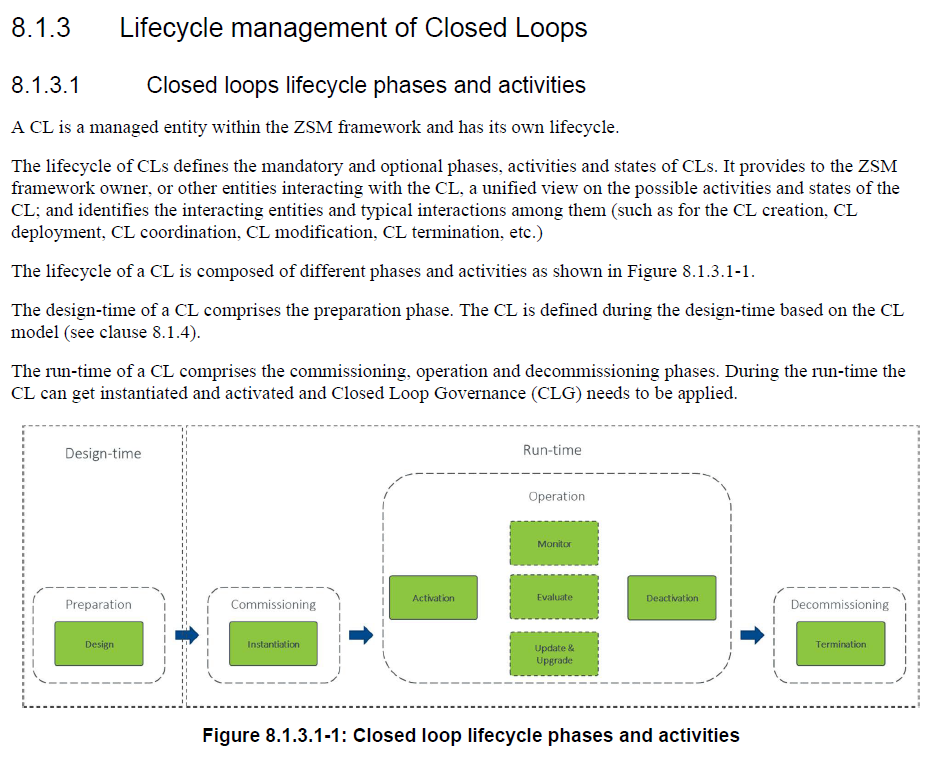 8.1.3 Lifecycle management of Closed Loops
8.1.3.1 Closed loops lifecycle phases and activities
A CL is a managed entity within the ZSM framework and has its own lifecycle.
The lifecycle of CLs defines the mandatory and optional phases, activities and states of CLs. It provides to the ZSM
framework owner, or other entities interacting with the CL, a unified view on the possible activities and states of the
CL; and identifies the interacting entities and typical interactions among them (such as for the CL creation, CL
deployment, CL coordination, CL modification, CL termination, etc.)
The lifecycle of a CL is composed of different phases and activities as shown in Figure 8.1.3.1-1.
The design-time of a CL comprises the preparation phase. The CL is defined during the design-time based on the CL
model (see clause 8.1.4).
The run-time of a CL comprises the commissioning, operation and decommissioning phases. During the run-time the
CL can get instantiated and activated and Closed Loop Governance (CLG) needs to be applied.
Design-time
Preparation
Design
Run-time
Commissioning
Instantiation
Operation
Activation
Monitor
Evaluate
Update &
Upgrade
Deactivation
Decommissioning
Termination
Figure 8.1.3.1-1: Closed loop lifecycle phases and activities